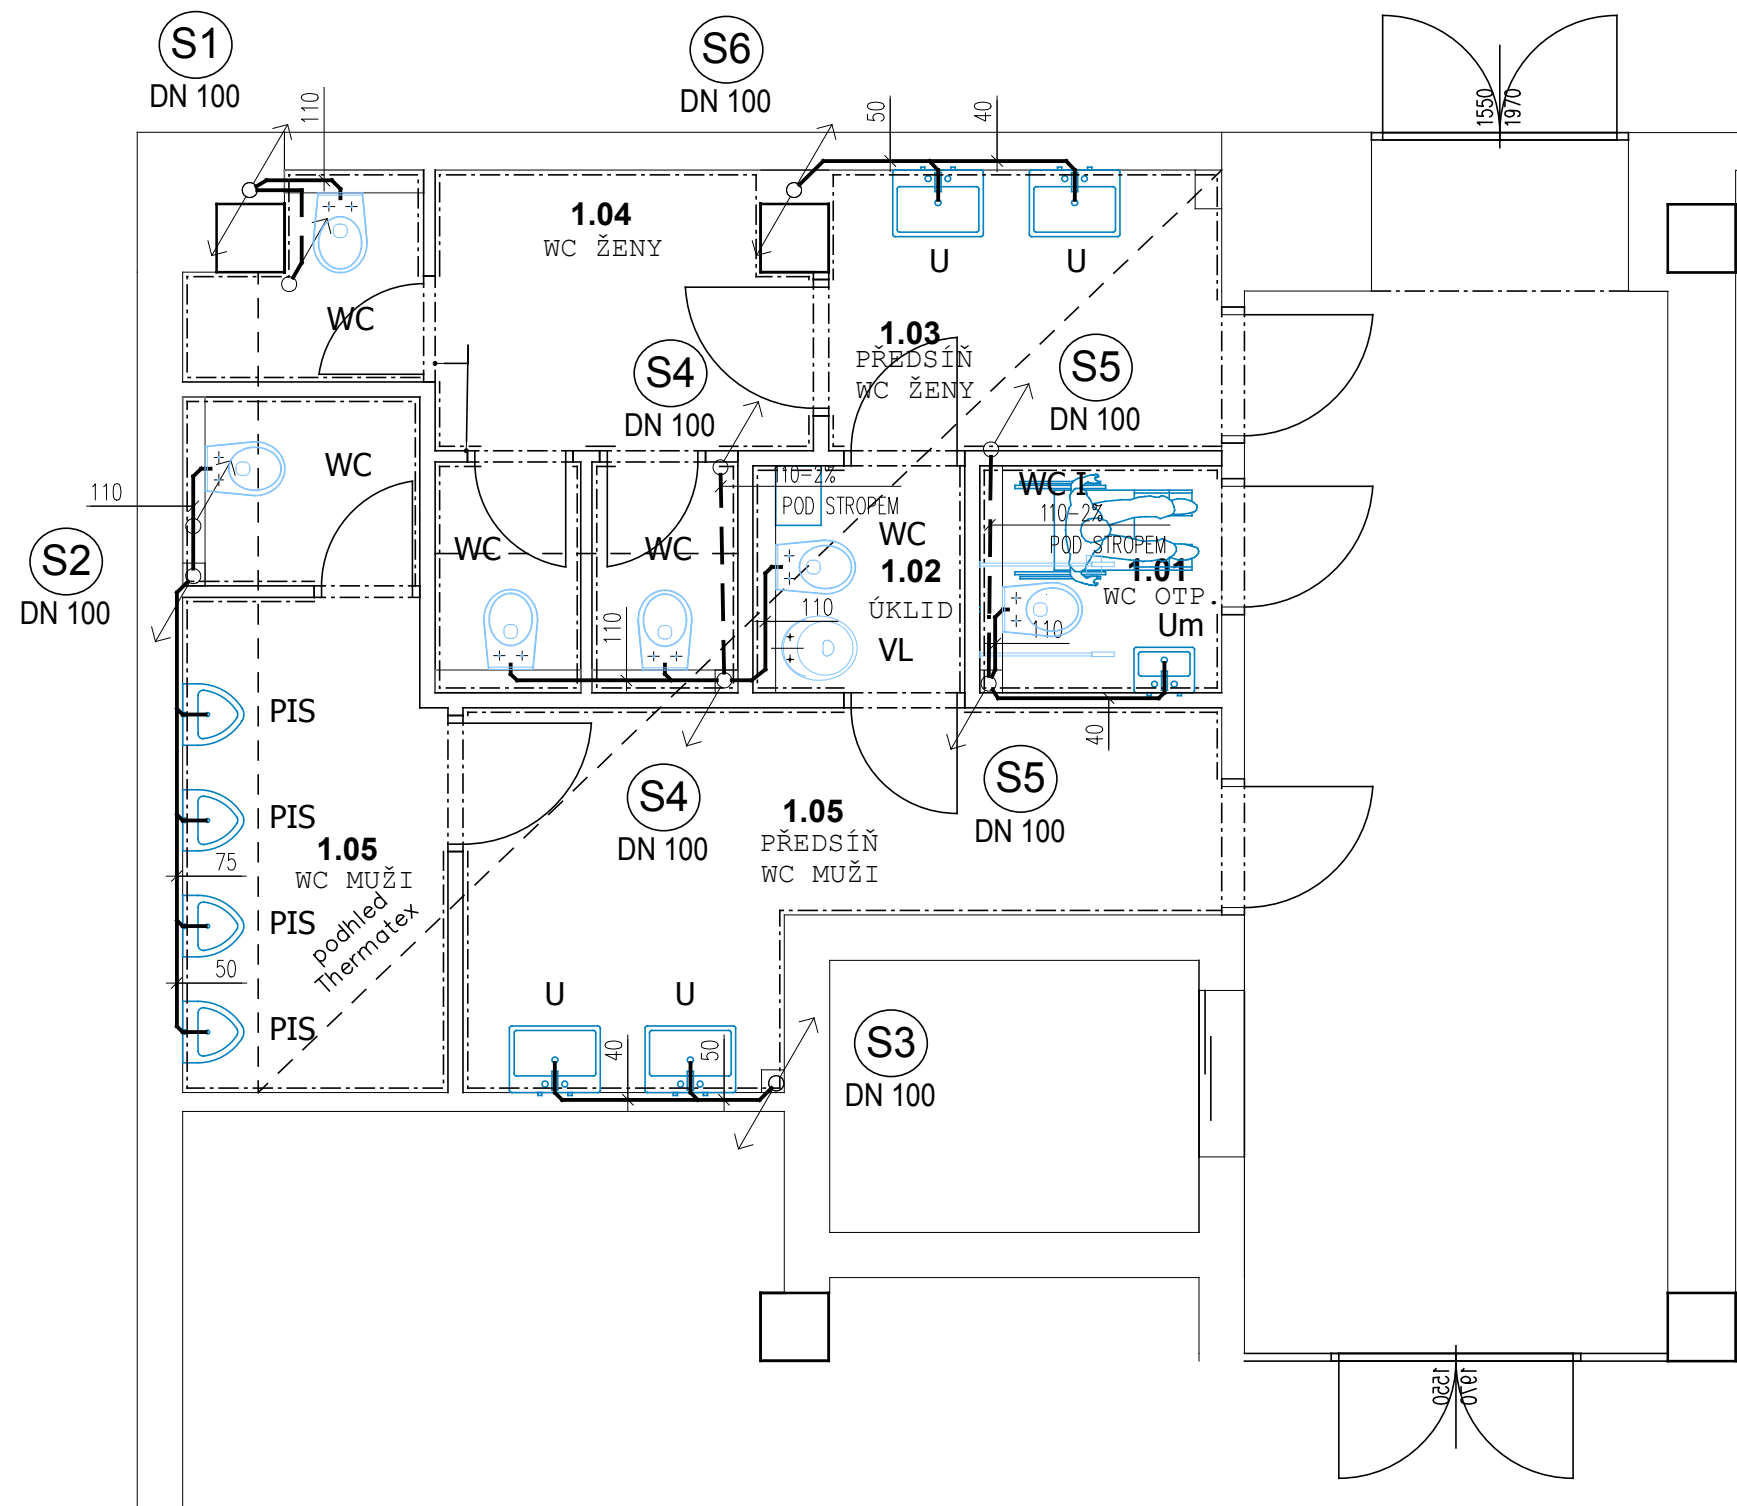 S1
DN 100
S6
DN 100
110
50
40
1550
1970
1.04
WC ŽENY
U
U
WC
1.03
PŘEDSÍŇ
WC ŽENY
S4
DN 100
S5
DN 100
WC
110
110-2%
POD STROPEM
WC I
110-2%
POD STROPEM
S2
DN 100
WC
WC
WC
1.02
ÚKLID
1.01
WC OTP.
110
110
110
Um
VL
PIS
40
S4
DN 100
S5
DN 100
PIS
1.05
PŘEDSÍŇ
WC MUŽI
1.05
WC MUŽI
75
PIS
podhled
Thermatex
50
PIS
U
U
40
50
S3
DN 100
1550
1970